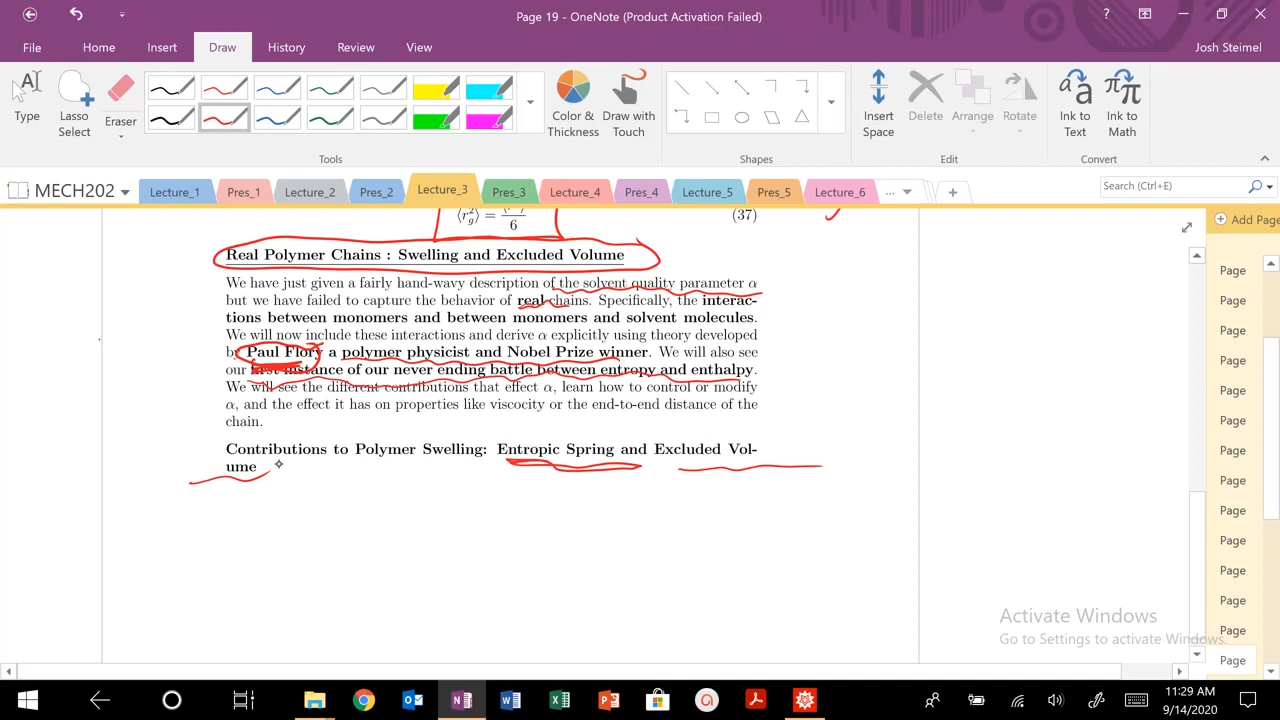 Page 19 - OneNote (Product Activation Failed)
?
File Home Insert Draw History Review View Josh Steimel
Type Lasso Select Eraser Color & Thickness Draw with Touch Insert Space Delete Arrange Rotate Ink to Text Ink to Math
Tools Shapes Edit Convert
MECH202 Lecture_1 Pres_1 Lecture_2 Pres_2 Lecture_3 Pres_3 Lecture_4 Pres_4 Lecture_5 Pres_5 Lecture_6 ... Search (Ctrl+E)
⟨r_g^2⟩ = / 6 (37)
Add Page
Real Polymer Chains : Swelling and Excluded Volume
We have just given a fairly hand-wavy description of the solvent quality parameter α
but we have failed to capture the behavior of real chains. Specifically, the interac-
tions between monomers and between monomers and solvent molecules.
We will now include these interactions and derive α explicitly using theory developed
by Paul Flory a polymer physicist and Nobel Prize winner. We will also see
our first instance of our never ending battle between entropy and enthalpy.
We will see the different contributions that effect α, learn how to control or modify
α, and the effect it has on properties like viscosity or the end-to-end distance of the
chain.
Contributions to Polymer Swelling: Entropic Spring and Excluded Vol-
ume
Page
Page
Page
Page
Page
Page
Page
Page
Page
Page
Page
Page
Page
Page
Activate Windows
Go to Settings to activate Windows.
11:29 AM
9/14/2020